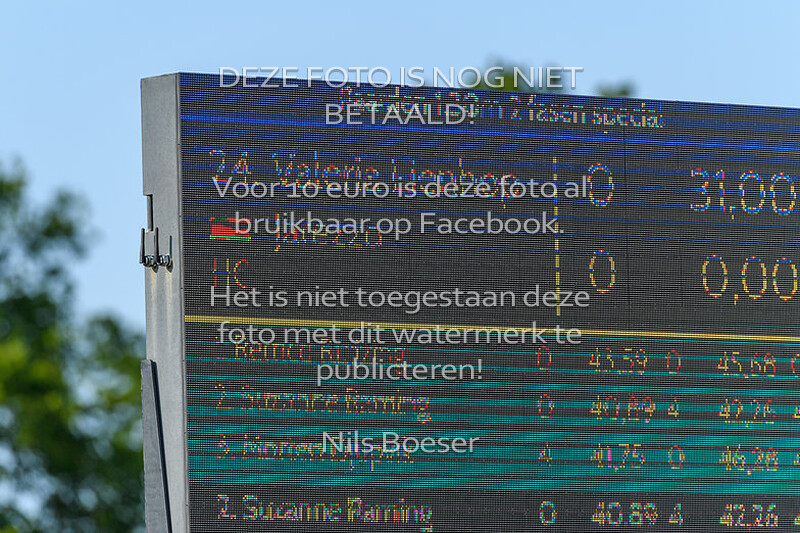 DEZE FOTO IS NOG NIET
BETAALD!
24 Valerie
0 31,00
Voor 10 euro is deze foto al
bruikbaar op Facebook.
HC 0 0,00
Het is niet toegestaan deze
foto met dit watermerk te
publiceren!
0 43,59 0 45,68
2. Suzanne Raming 0 40,89 4 42,26
3. 4 41,75 0 46,28
Nils Boeser
2. Suzanne Raming 0 40,89 4 42,26